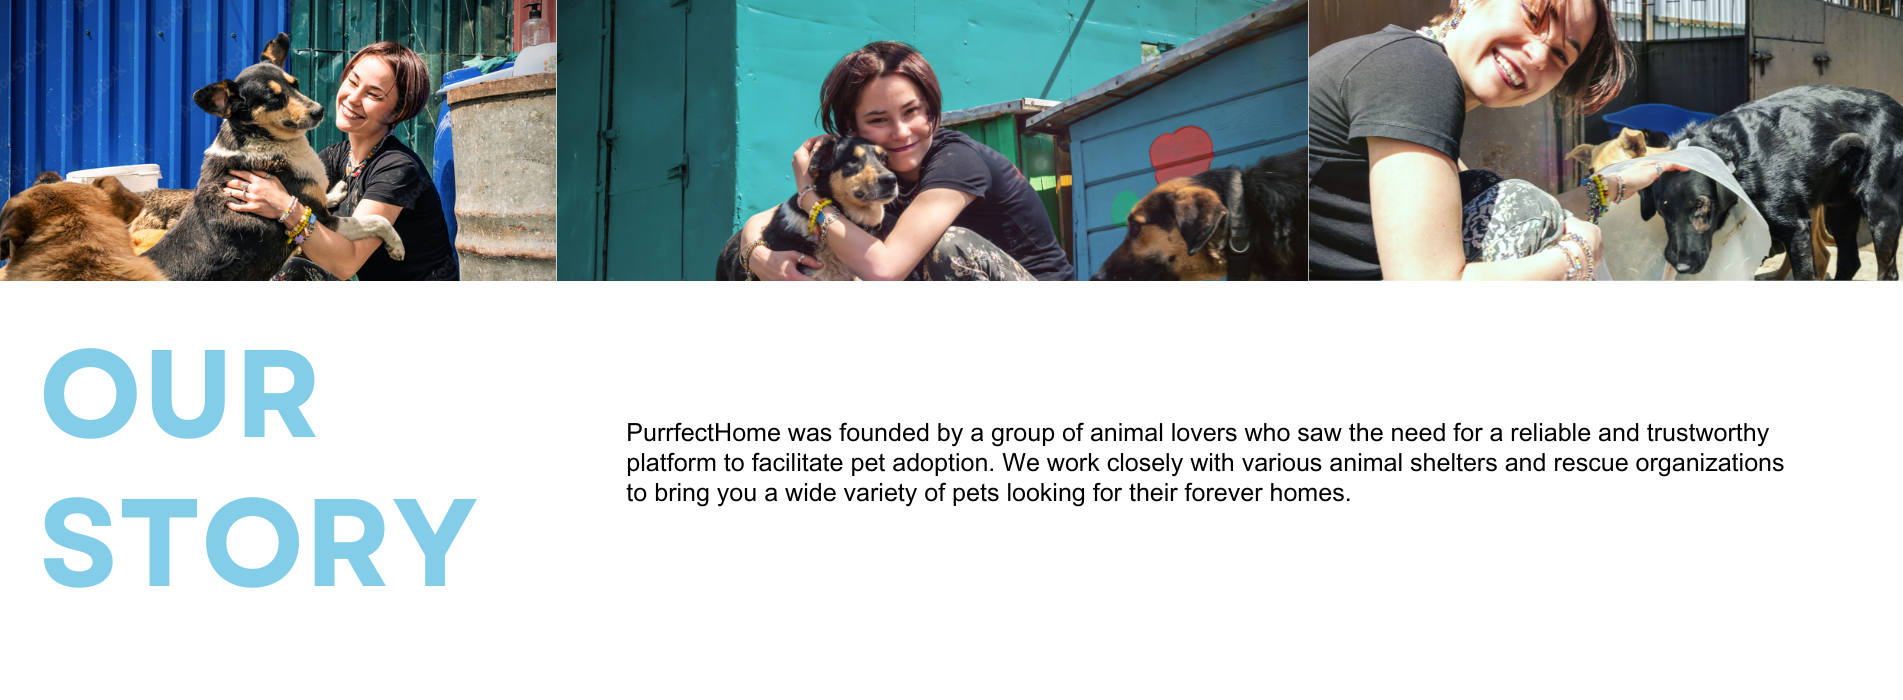 OUR
STORY
PurrfectHome was founded by a group of animal lovers who saw the need for a reliable and trustworthy
platform to facilitate pet adoption. We work closely with various animal shelters and rescue organizations
to bring you a wide variety of pets looking for their forever homes.